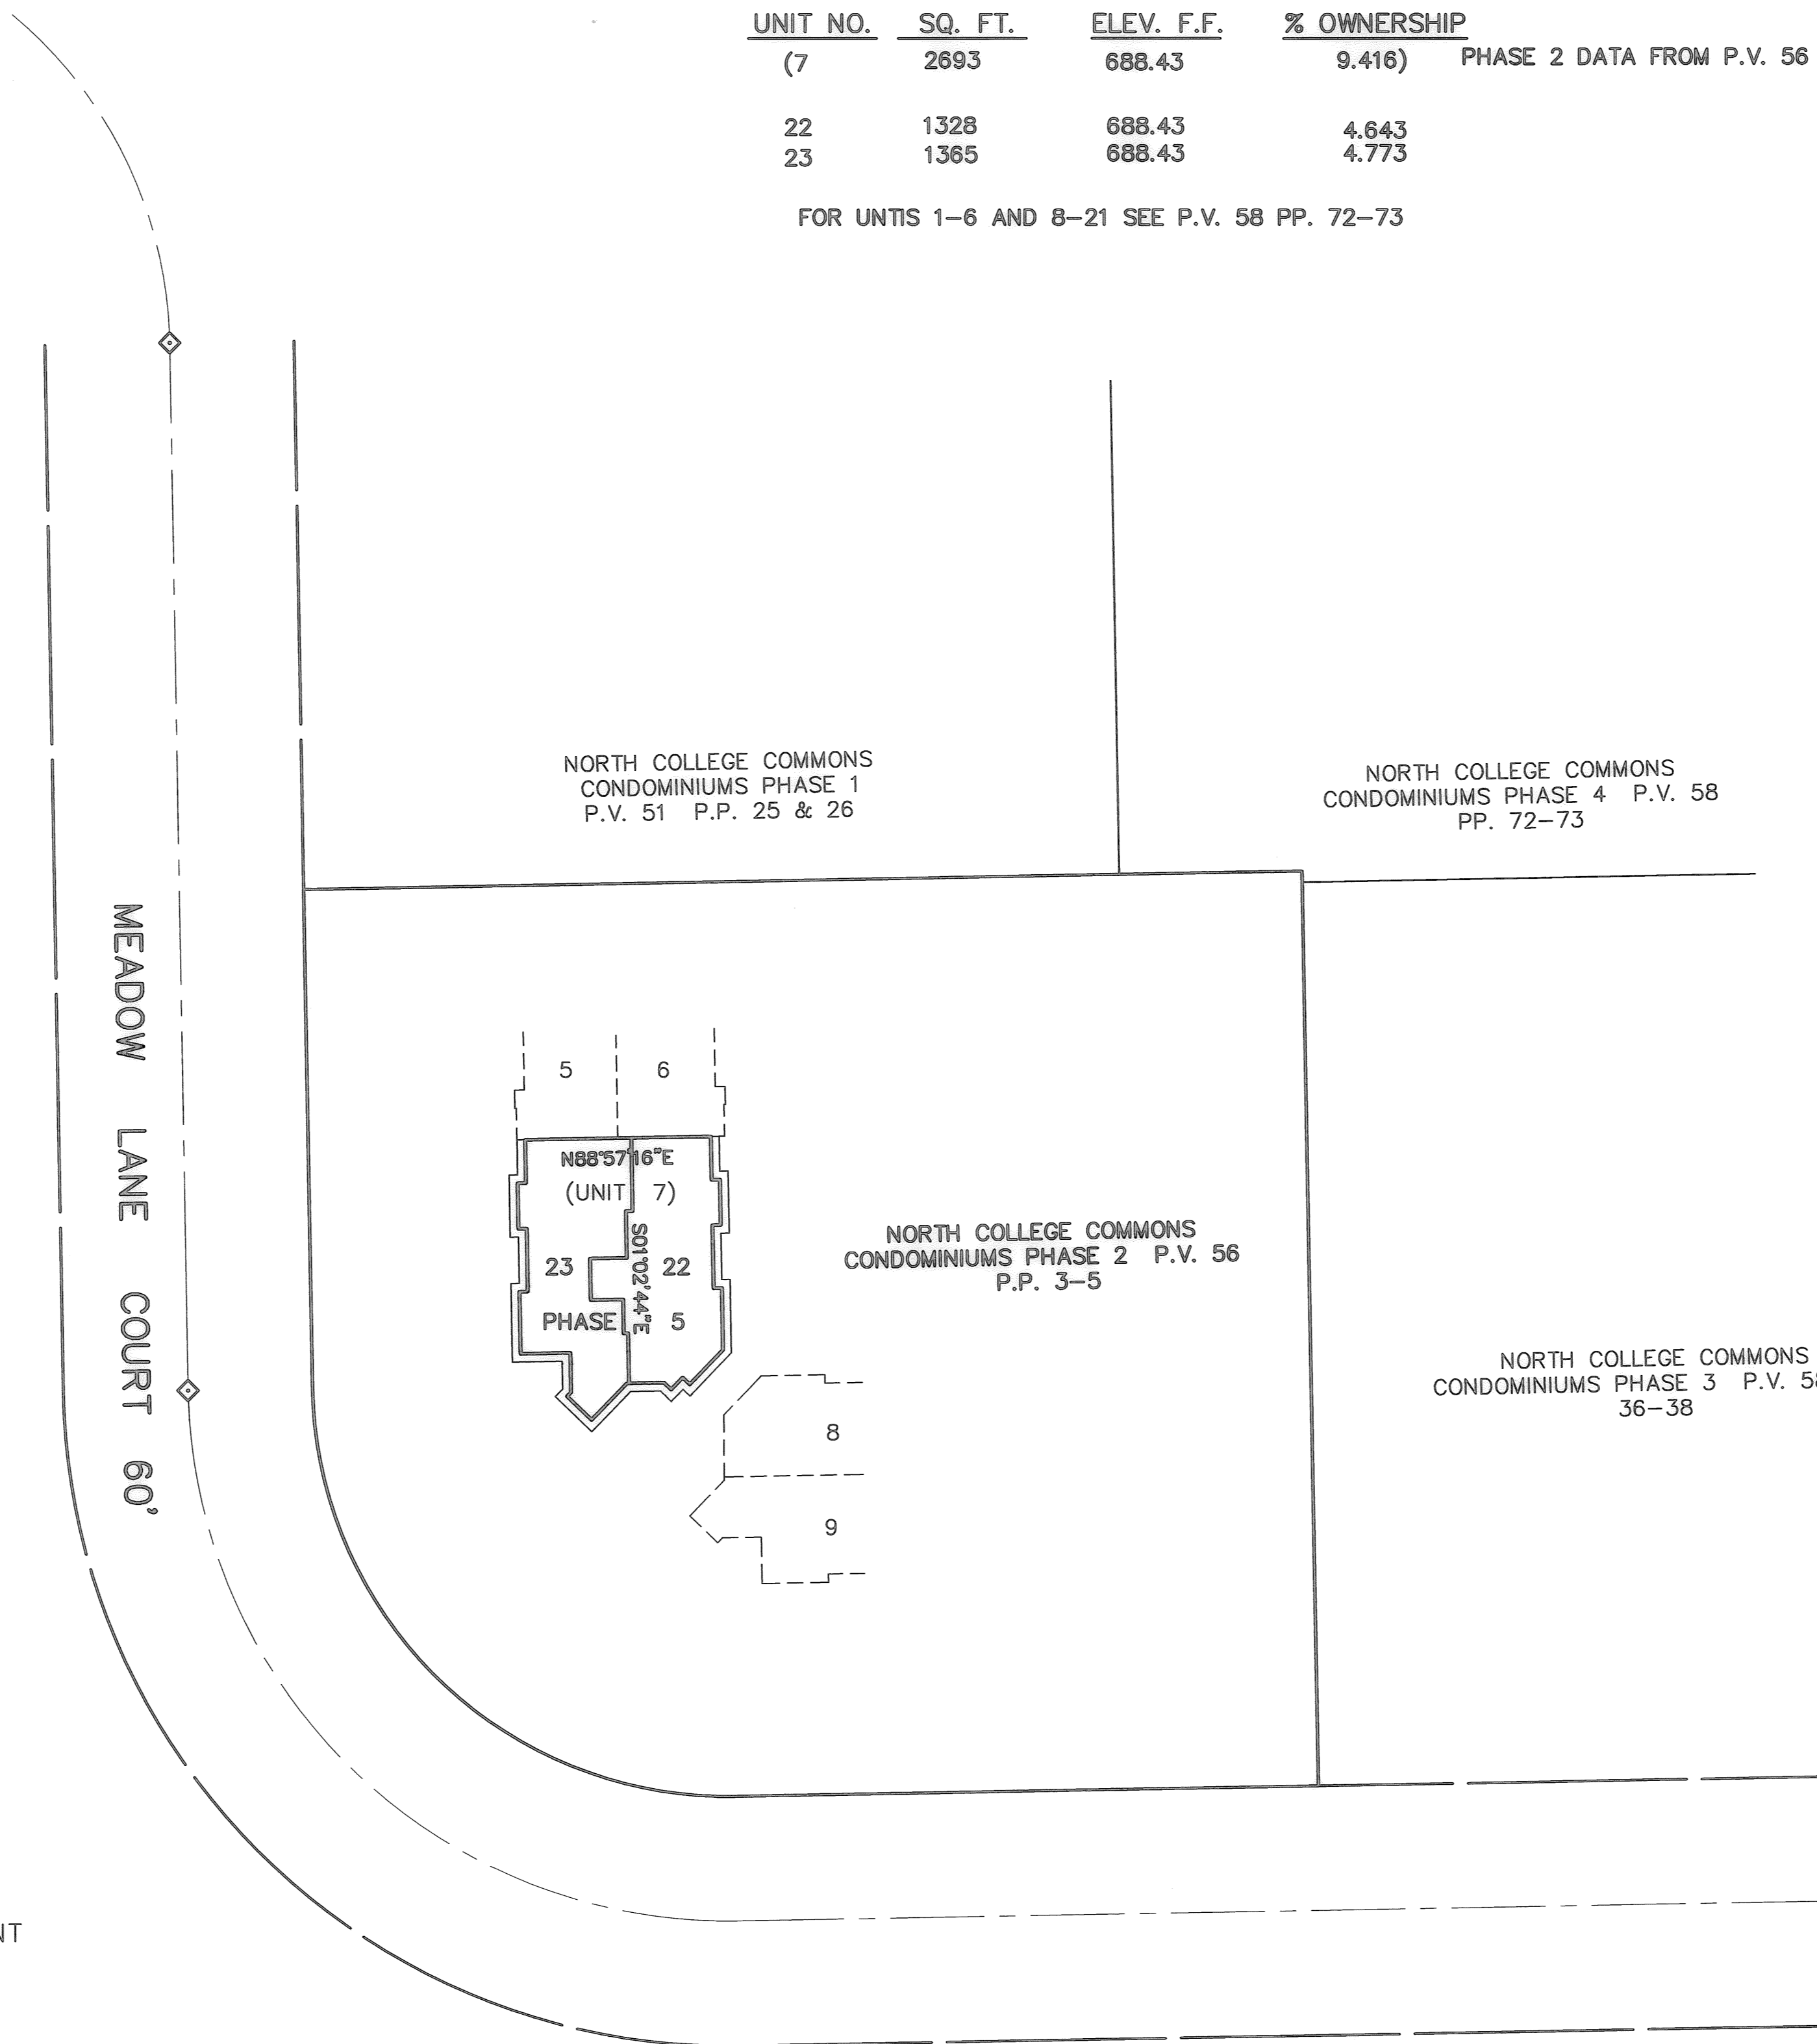 UNIT NO. SQ. FT. ELEV. F.F. % OWNERSHIP
(7 2693 688.43 9.416) PHASE 2 DATA FROM P.V. 56
22 1328 688.43 4.643
23 1365 688.43 4.773
FOR UNTIS 1-6 AND 8-21 SEE P.V. 58 PP. 72-73
NORTH COLLEGE COMMONS
CONDOMINIUMS PHASE 1
P.V. 51 P.P. 25 & 26
NORTH COLLEGE COMMONS
CONDOMINIUMS PHASE 4 P.V. 58
PP. 72-73
MEADOW LANE COURT 60'
5 6
N88°57'16"E
(UNIT 7)
S01°02'44"E
23 22
PHASE 5
NORTH COLLEGE COMMONS
CONDOMINIUMS PHASE 2 P.V. 56
P.P. 3-5
8
9
NORTH COLLEGE COMMONS
CONDOMINIUMS PHASE 3 P.V. 58
36-38
NT